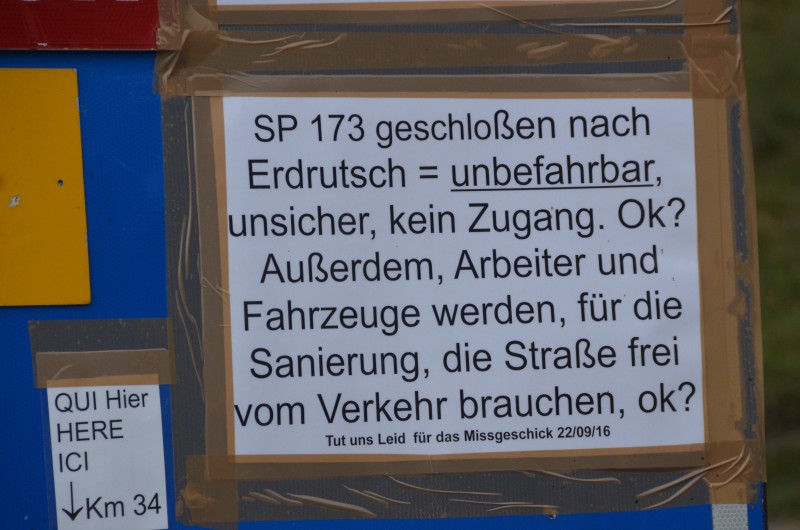 SP 173 geschloßen nach
Erdrutsch = unbefahrbar,
unsicher, kein Zugang. Ok?
Außerdem, Arbeiter und
Fahrzeuge werden, für die
Sanierung, die Straße frei
vom Verkehr brauchen, ok?
Tut uns Leid für das Missgeschick 22/09/16
QUI Hier
HERE
ICI
↓Km 34